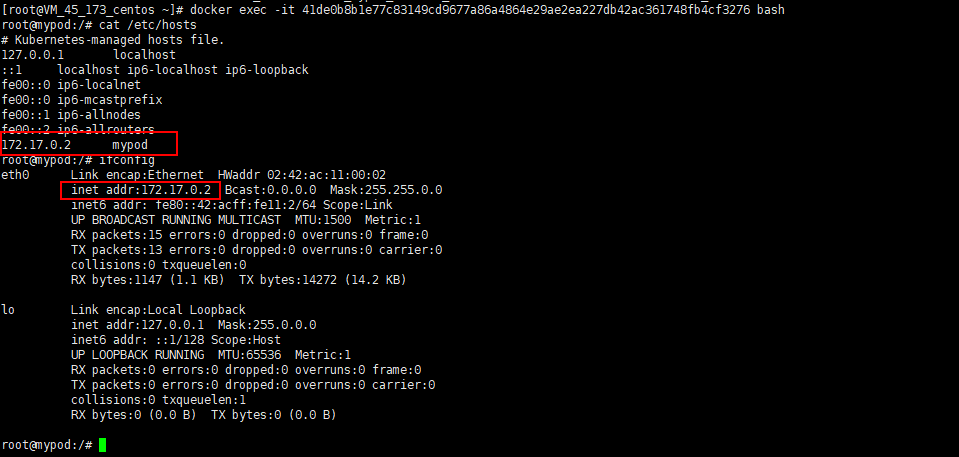 [root@VM_45_173_centos ~]# docker exec -it 41de0b8b1e77c83149cd9677a86a4864e29ae2ea227db42ac361748fb4cf3276 bash
root@mypod:/# cat /etc/hosts
# Kubernetes-managed hosts file.
127.0.0.1       localhost
::1     localhost ip6-localhost ip6-loopback
fe00::0 ip6-localnet
fe00::0 ip6-mcastprefix
fe00::1 ip6-allnodes
fe00::2 ip6-allrouters
172.17.0.2      mypod
root@mypod:/# ifconfig
eth0      Link encap:Ethernet  HWaddr 02:42:ac:11:00:02
          inet addr:172.17.0.2  Bcast:0.0.0.0  Mask:255.255.0.0
          inet6 addr: fe80::42:acff:fe11:2/64 Scope:Link
          UP BROADCAST RUNNING MULTICAST  MTU:1500  Metric:1
          RX packets:15 errors:0 dropped:0 overruns:0 frame:0
          TX packets:13 errors:0 dropped:0 overruns:0 carrier:0
          collisions:0 txqueuelen:0
          RX bytes:1147 (1.1 KB)  TX bytes:14272 (14.2 KB)
lo        Link encap:Local Loopback
          inet addr:127.0.0.1  Mask:255.0.0.0
          inet6 addr: ::1/128 Scope:Host
          UP LOOPBACK RUNNING  MTU:65536  Metric:1
          RX packets:0 errors:0 dropped:0 overruns:0 frame:0
          TX packets:0 errors:0 dropped:0 overruns:0 carrier:0
          collisions:0 txqueuelen:1
          RX bytes:0 (0.0 B)  TX bytes:0 (0.0 B)
root@mypod:/#